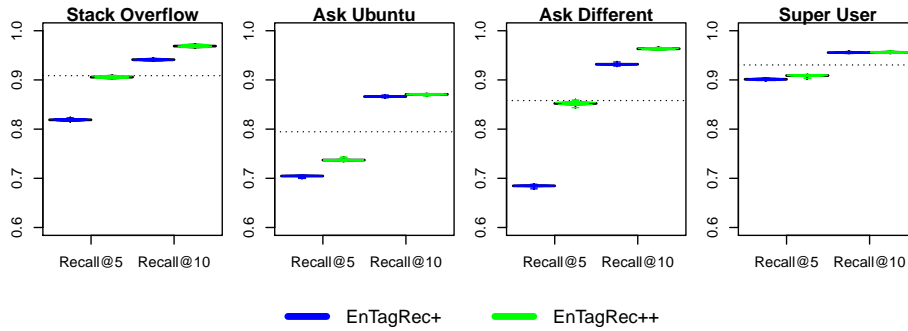 Stack Overflow Ask Ubuntu Ask Different Super User
1.0 1.0 1.0 1.0
0.9 0.9 0.9 0.9
0.8 0.8 0.8 0.8
0.7 0.7 0.7 0.7
0.6 0.6 0.6 0.6
Recall@5 Recall@10 Recall@5 Recall@10 Recall@5 Recall@10 Recall@5 Recall@10
EnTagRec+ EnTagRec++